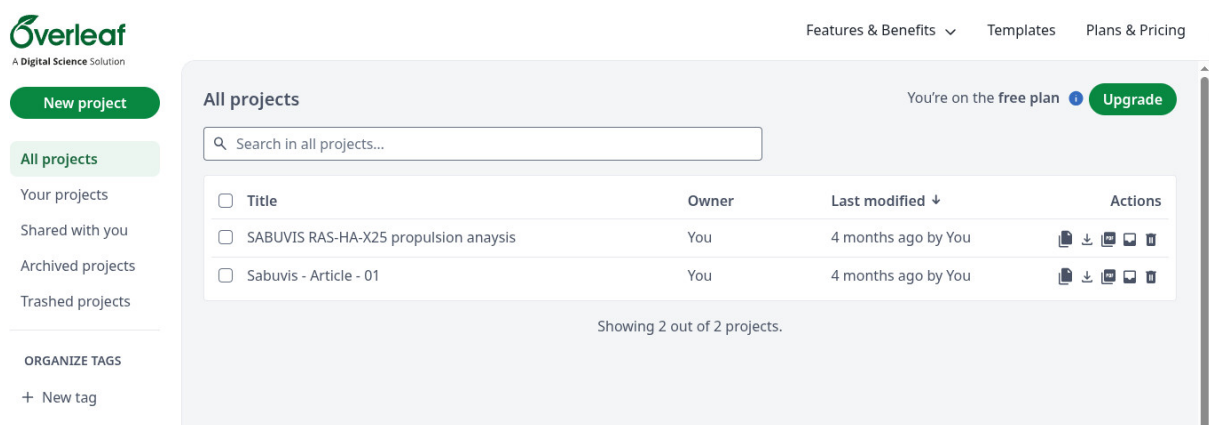 Overleaf
A Digital Science Solution
Features & Benefits
Templates
Plans & Pricing
New project
All projects
Your projects
Shared with you
Archived projects
Trashed projects
ORGANIZE TAGS
+ New tag
All projects
You're on the free plan
Upgrade
Search in all projects...
Title Owner Last modified Actions
SABUVIS RAS-HA-X25 propulsion anaysis You 4 months ago by You
Sabuvis - Article - 01 You 4 months ago by You
Showing 2 out of 2 projects.